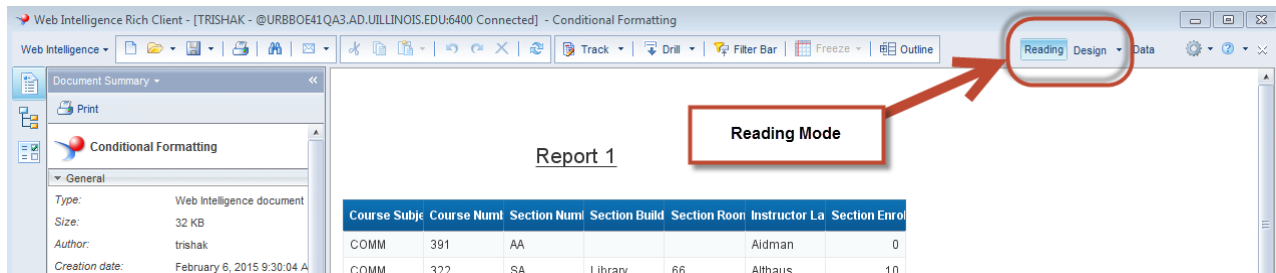 Web Intelligence Rich Client - [TRISHAK - @URBBOE41QA3.AD.UILLINOIS.EDU:6400 Connected] - Conditional Formatting
Web Intelligence Track Drill Filter Bar Freeze Outline Reading Design Data
Document Summary
Print
Conditional Formatting
General
Type: Web Intelligence document
Size: 32 KB
Author: trishak
Creation date: February 6, 2015 9:30:04 A
Reading Mode
Report 1
Course Subje Course Numb Section Numl Section Build Section Roon Instructor La Section Enrol
COMM 391 AA Aidman 0
COMM 322 SA Library 66 Althaus 10